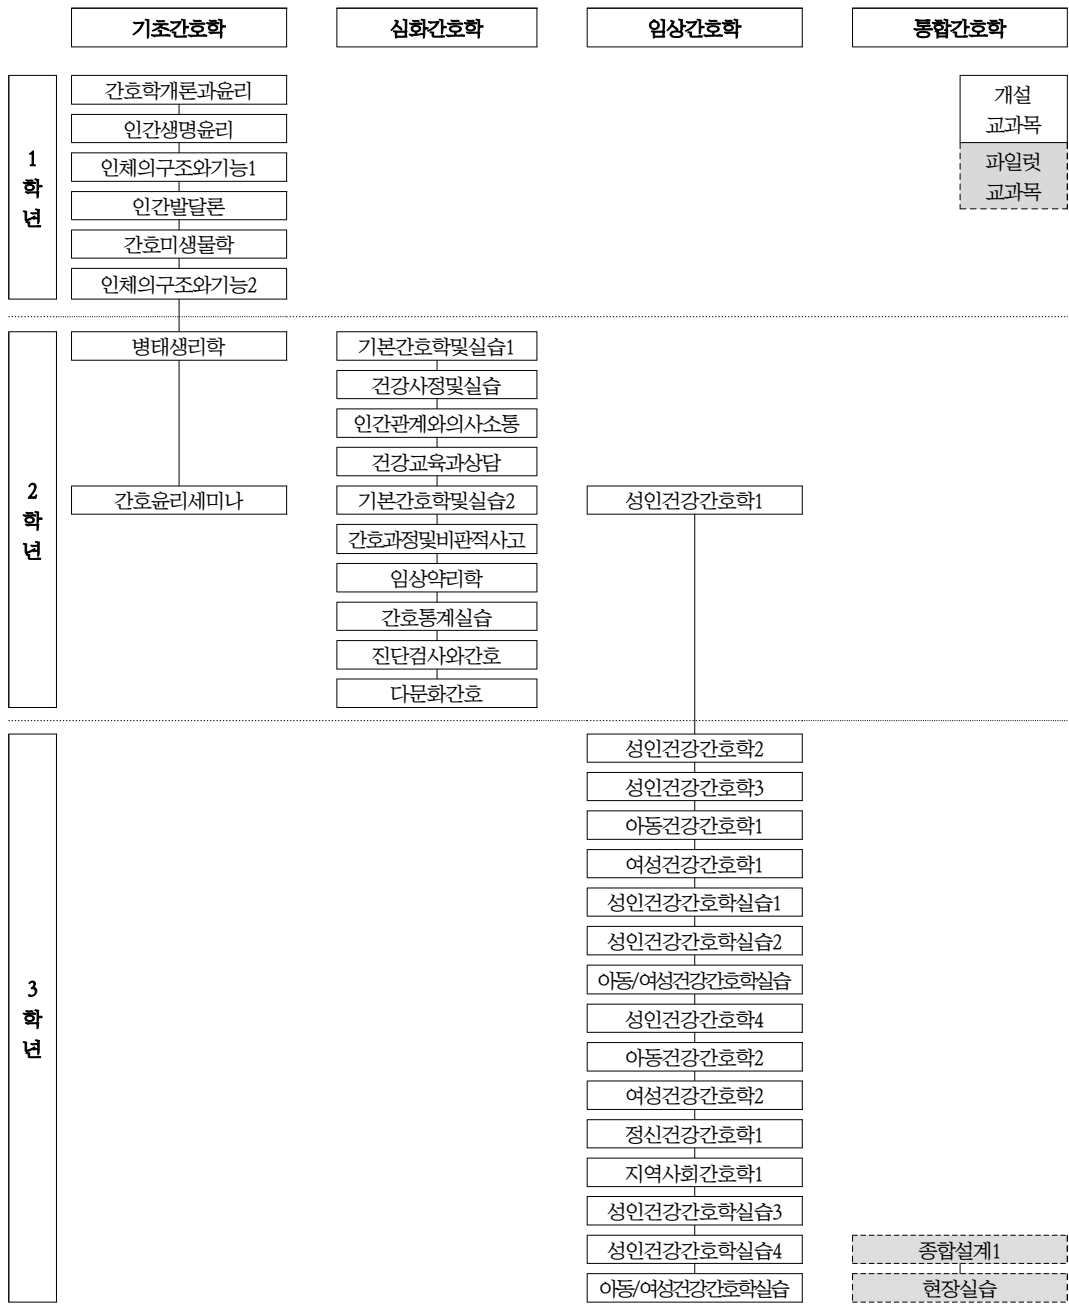 기초간호학 심화간호학 임상간호학 통합간호학
1
학
년
간호학개론과윤리
인간생명윤리
인체의구조와기능1
인간발달론
간호미생물학
인체의구조와기능2
개설
교과목
파일럿
교과목
2
학
년
병태생리학
간호윤리세미나
기본간호학및실습1
건강사정및실습
인간관계와의사소통
건강교육과상담
기본간호학및실습2
간호과정및비판적사고
임상약리학
간호통계실습
진단검사와간호
다문화간호
성인건강간호학1
3
학
년
성인건강간호학2
성인건강간호학3
아동건강간호학1
여성건강간호학1
성인건강간호학실습1
성인건강간호학실습2
아동/여성건강간호학실습
성인건강간호학4
아동건강간호학2
여성건강간호학2
정신건강간호학1
지역사회간호학1
성인건강간호학실습3
성인건강간호학실습4
아동/여성건강간호학실습
종합설계1
현장실습